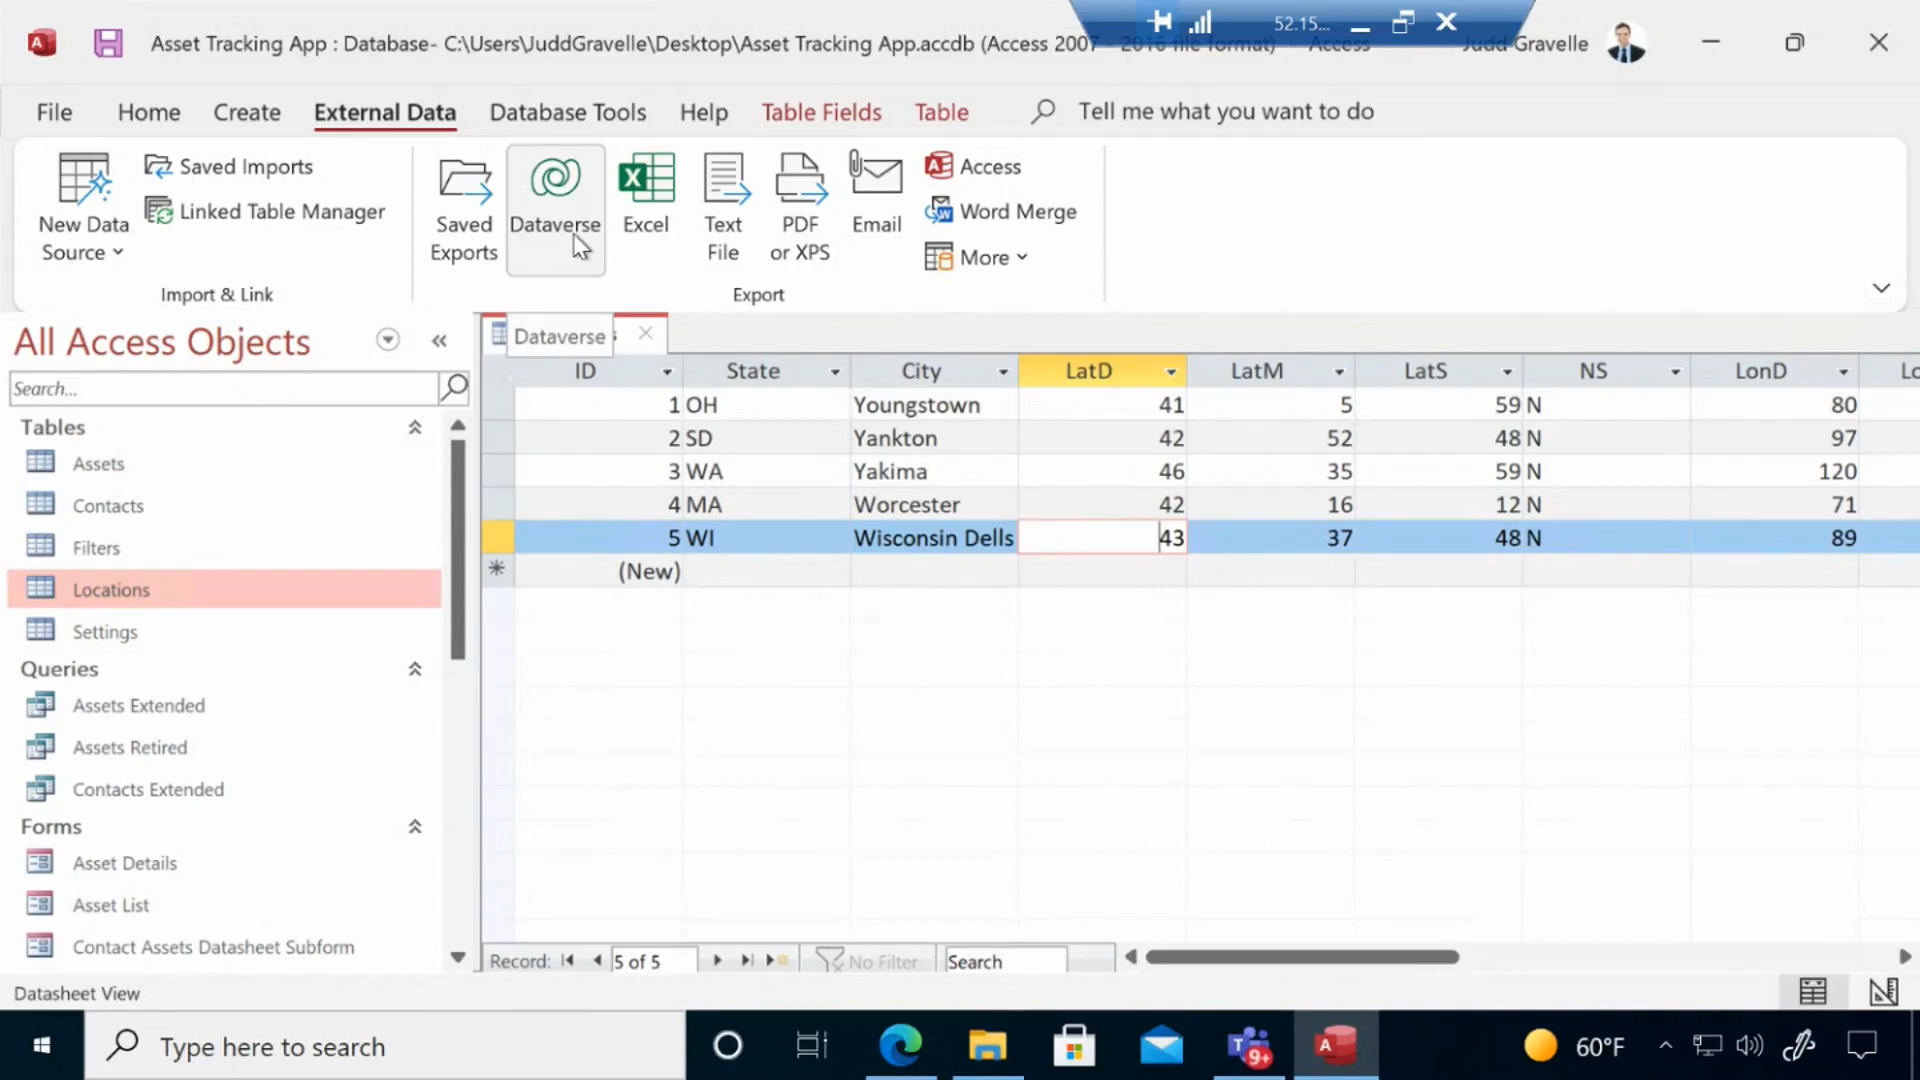 52.15...
Asset Tracking App : Database- C:\Users\JuddGravelle\Desktop\Asset Tracking App.accdb (Access 2007 - 2016 file format) - Access
Judd Gravelle
File Home Create External Data Database Tools Help Table Fields Table Tell me what you want to do
New Data Source
Saved Imports
Linked Table Manager
Import & Link
Saved Exports
Dataverse
Excel
Text File
PDF or XPS
Email
Access
Word Merge
More
Export
All Access Objects
Search...
Tables
Assets
Contacts
Filters
Locations
Settings
Queries
Assets Extended
Assets Retired
Contacts Extended
Forms
Asset Details
Asset List
Contact Assets Datasheet Subform
Dataverse
ID State City LatD LatM LatS NS LonD Lo
1 OH Youngstown 41 5 59 N 80
2 SD Yankton 42 52 48 N 97
3 WA Yakima 46 35 59 N 120
4 MA Worcester 42 16 12 N 71
5 WI Wisconsin Dells 43 37 48 N 89
(New)
Record: 5 of 5 No Filter Search
Datasheet View
Type here to search
9+
60°F